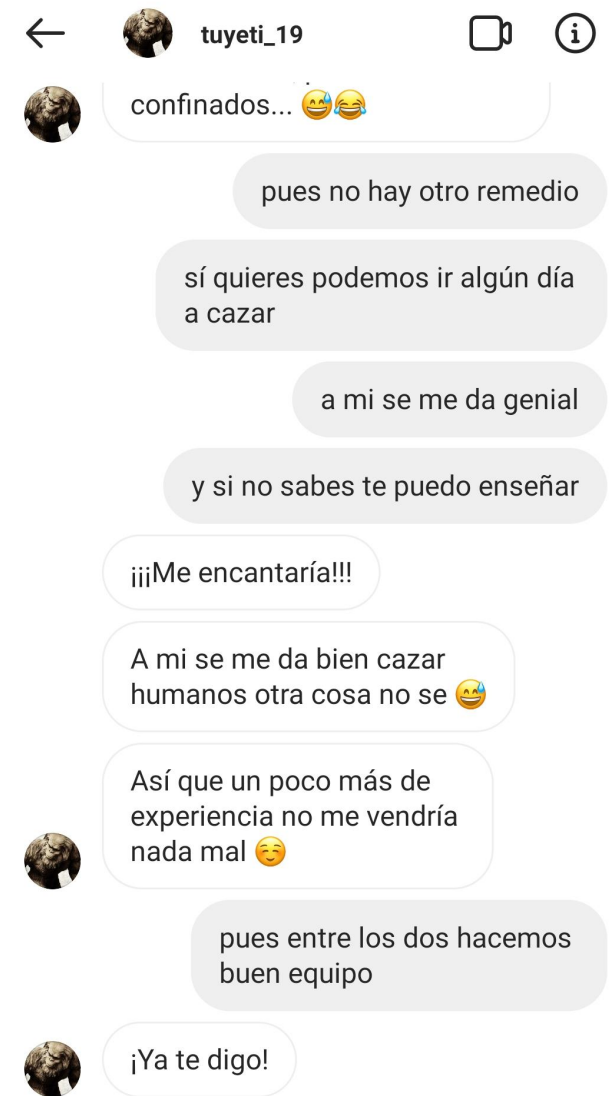 tuyeti_19
confinados... 😅😂
pues no hay otro remedio
sí quieres podemos ir algún día
a cazar
a mi se me da genial
y si no sabes te puedo enseñar
¡¡¡Me encantaría!!!
A mi se me da bien cazar
humanos otra cosa no se 😅
Así que un poco más de
experiencia no me vendría
nada mal ☺️
pues entre los dos hacemos
buen equipo
¡Ya te digo!